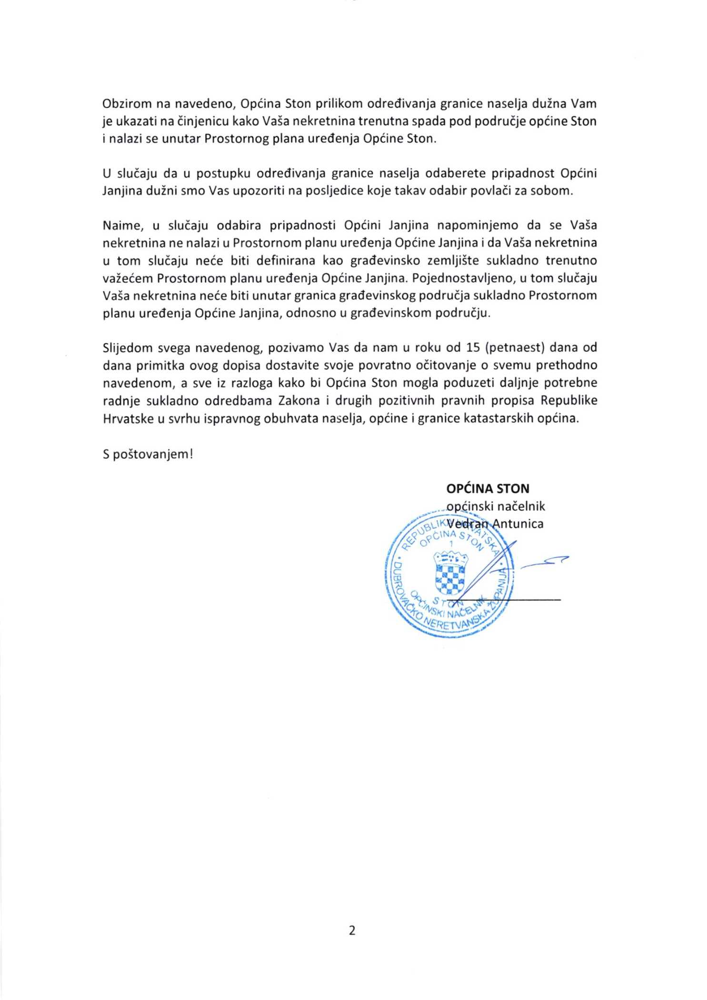 Obzirom na navedeno, Općina Ston prilikom određivanja granice naselja dužna Vam
je ukazati na činjenicu kako Vaša nekretnina trenutna spada pod područje općine Ston
i nalazi se unutar Prostornog plana uređenja Općine Ston.
U slučaju da u postupku određivanja granice naselja odaberete pripadnost Općini
Janjina dužni smo Vas upozoriti na posljedice koje takav odabir povlači za sobom.
Naime, u slučaju odabira pripadnosti Općini Janjina napominjemo da se Vaša
nekretnina ne nalazi u Prostornom planu uređenja Općine Janjina i da Vaša nekretnina
u tom slučaju neće biti definirana kao građevinsko zemljište sukladno trenutno
važećem Prostornom planu uređenja Općine Janjina. Pojednostavljeno, u tom slučaju
Vaša nekretnina neće biti unutar granica građevinskog područja sukladno Prostornom
planu uređenja Općine Janjina, odnosno u građevinskom području.
Slijedom svega navedenog, pozivamo Vas da nam u roku od 15 (petnaest) dana od
dana primitka ovog dopisa dostavite svoje povratno očitovanje o svemu prethodno
navedenom, a sve iz razloga kako bi Općina Ston mogla poduzeti daljnje potrebne
radnje sukladno odredbama Zakona i drugih pozitivnih pravnih propisa Republike
Hrvatske u svrhu ispravnog obuhvata naselja, općine i granice katastarskih općina.
S poštovanjem!
OPĆINA STON
općinski načelnik
Vedran Antunica
REPUBLIKA HRVATSKA
OPĆINA STON
1
STON
OPĆINSKI NAČELNIK
DUBROVAČKO NERETVANSKA ŽUPANIJA
2